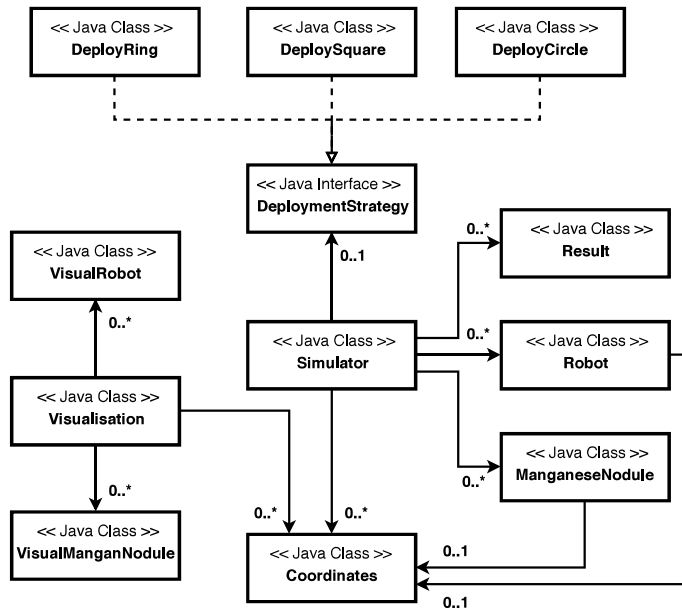 << Java Class >>
DeployRing
<< Java Class >>
DeploySquare
<< Java Class >>
DeployCircle
<< Java Interface >>
DeploymentStrategy
<< Java Class >>
VisualRobot
0..1
0..*
<< Java Class >>
Result
0..*
<< Java Class >>
Simulator
0..*
<< Java Class >>
Robot
<< Java Class >>
Visualisation
<< Java Class >>
ManganeseNodule
0..*
0..*
<< Java Class >>
VisualManganNodule
0..*
0..*
<< Java Class >>
Coordinates
0..1
0..1